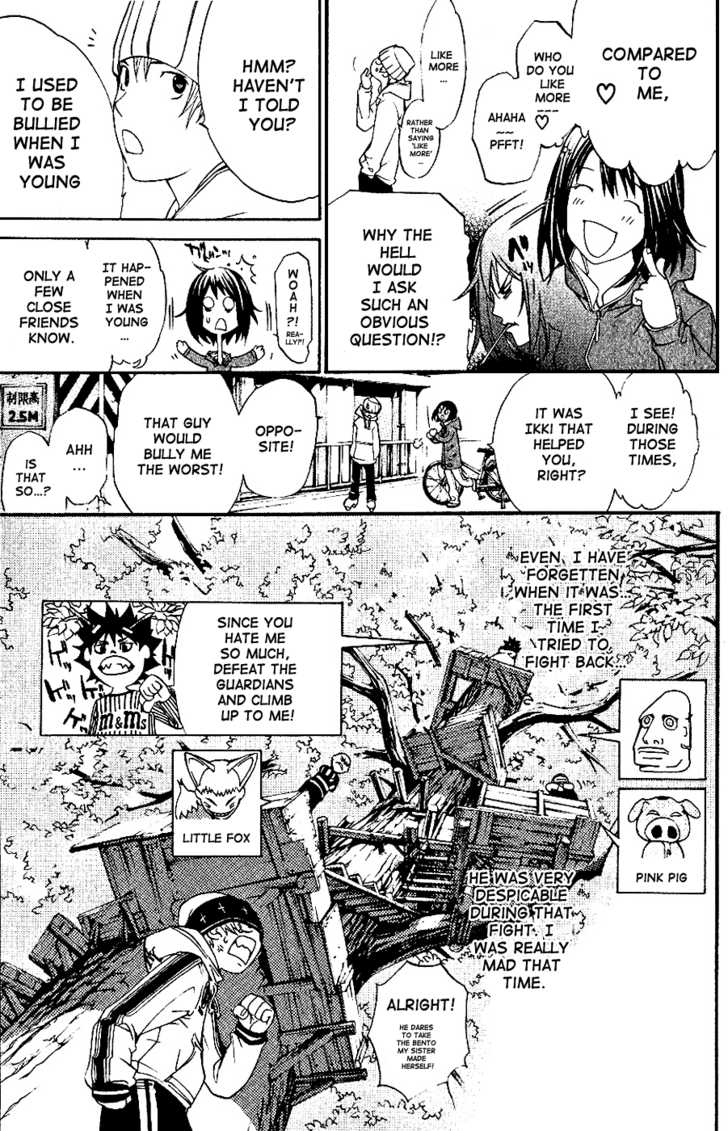 COMPARED
TO
ME,
WHO
DO YOU
LIKE
MORE
~~~
♡
AHAHA
~~
PFFT!
LIKE
MORE
...
RATHER
THAN
SAYING
'LIKE
MORE'
...
WHY THE
HELL
WOULD
I ASK
SUCH AN
OBVIOUS
QUESTION!?
HMM?
HAVEN'T
I TOLD
YOU?
I USED
TO BE
BULLIED
WHEN I
WAS
YOUNG
WOAH?!
REA-
LLY?!
IT HAP-
PENED
WHEN
I WAS
YOUNG
...
ONLY A
FEW
CLOSE
FRIENDS
KNOW.
I SEE!
DURING
THOSE
TIMES,
IT WAS
IKKI THAT
HELPED
YOU,
RIGHT?
OPPO-
SITE!
THAT GUY
WOULD
BULLY ME
THE WORST!
AHH
...
IS
THAT
SO...?
制限高
2.5M
EVEN, I HAVE
FORGETTEN
WHEN IT WAS...
THE FIRST
TIME I
TRIED TO
FIGHT BACK...
SINCE YOU
HATE ME
SO MUCH,
DEFEAT THE
GUARDIANS
AND CLIMB
UP TO ME!
m&ms
LITTLE FOX
PINK PIG
HE WAS VERY
DESPICABLE
DURING THAT
FIGHT. I
WAS REALLY
MAD THAT
TIME.
ALRIGHT!
HE DARES
TO TAKE
THE BENTO
MY SISTER
MADE
HERSELF!